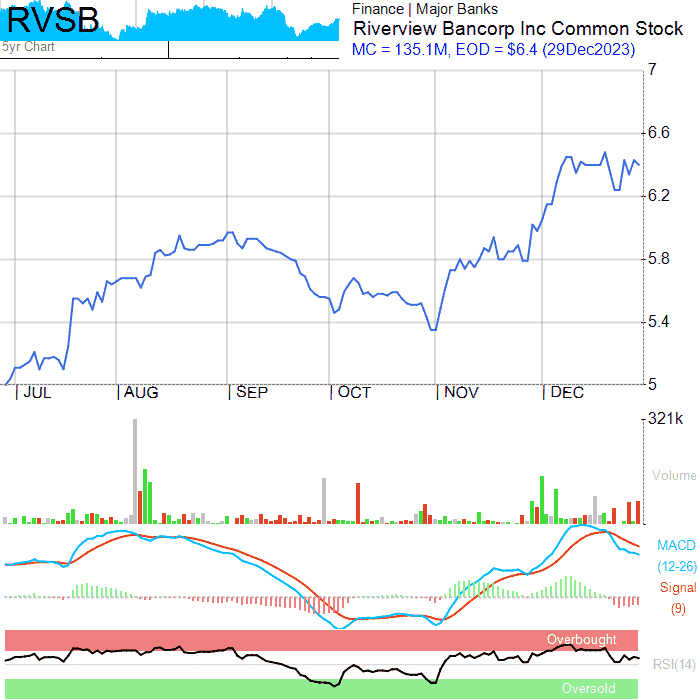 RVSB
5yr Chart
Finance | Major Banks
Riverview Bancorp Inc Common Stock
MC = 135.1M, EOD = $6.4 (29Dec2023)
7
6.6
6.2
5.8
5.4
5
JUL AUG SEP OCT NOV DEC
321k
Volume
MACD
(12-26)
Signal
(9)
Overbought
RSI(14)
Oversold